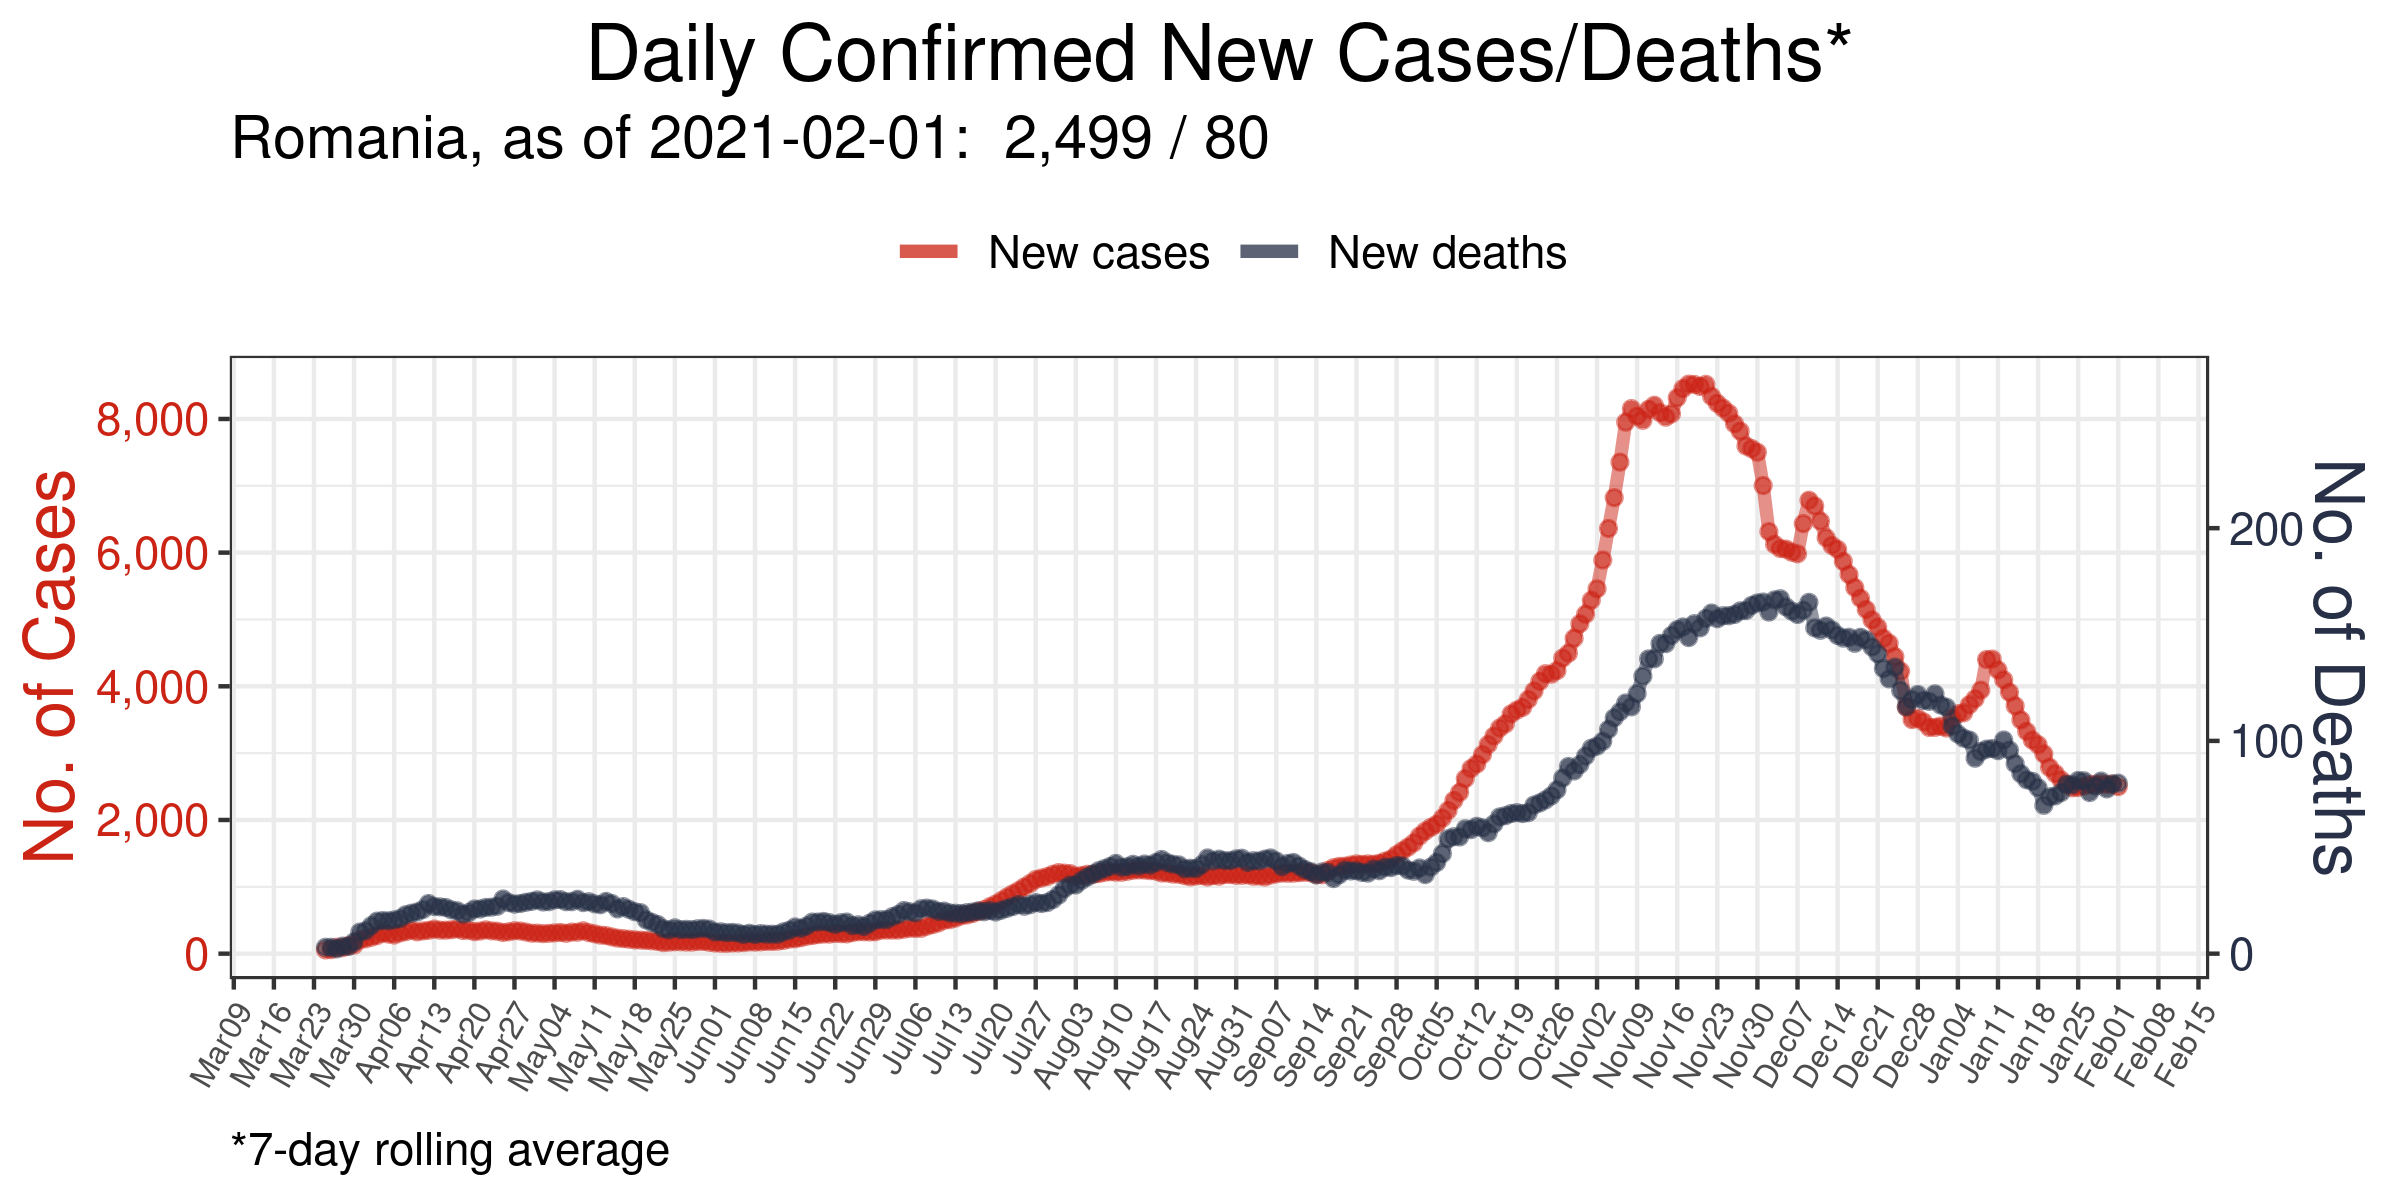 Daily Confirmed New Cases/Deaths*
Romania, as of 2021-02-01:  2,499 / 80
New cases
New deaths
No. of Cases
8,000
6,000
4,000
2,000
0
No. of Deaths
200
100
0
Mar09
Mar16
Mar23
Mar30
Apr06
Apr13
Apr20
Apr27
May04
May11
May18
May25
Jun01
Jun08
Jun15
Jun22
Jun29
Jul06
Jul13
Jul20
Jul27
Aug03
Aug10
Aug17
Aug24
Aug31
Sep07
Sep14
Sep21
Sep28
Oct05
Oct12
Oct19
Oct26
Nov02
Nov09
Nov16
Nov23
Nov30
Dec07
Dec14
Dec21
Dec28
Jan04
Jan11
Jan18
Jan25
Feb01
Feb08
Feb15
*7-day rolling average